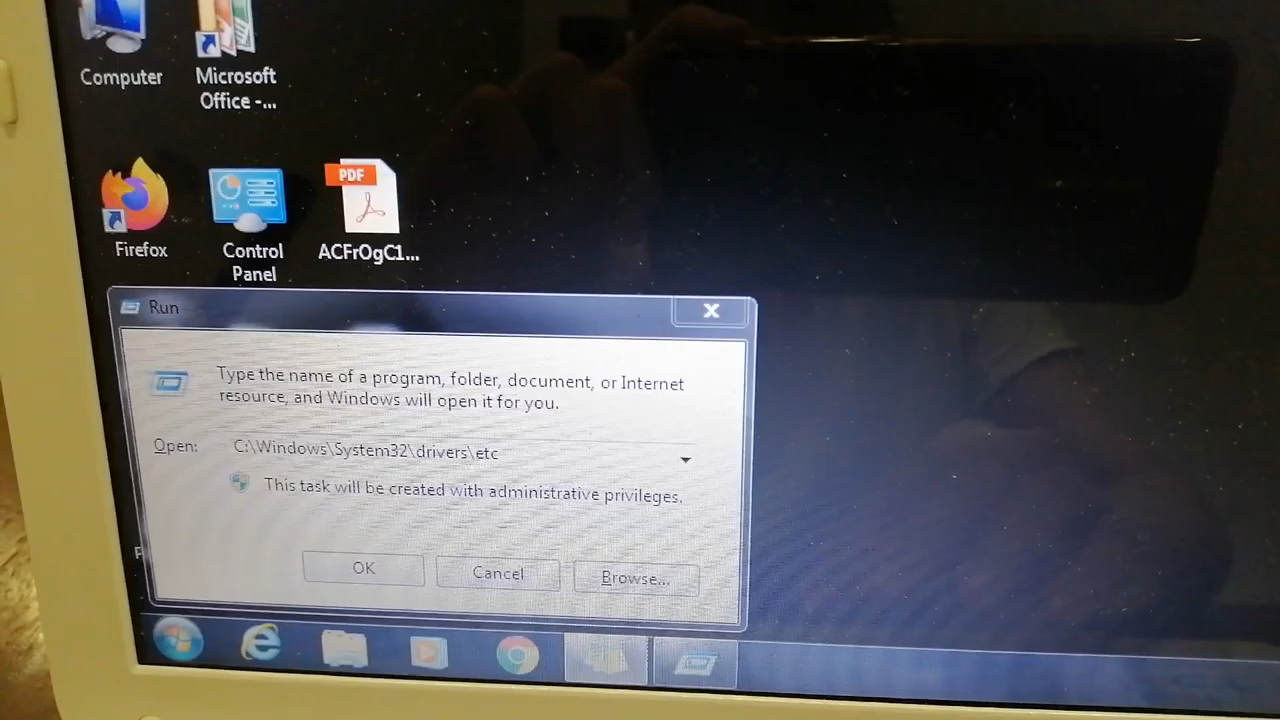 Computer
Microsoft
Office -...
PDF
Firefox
Control
Panel
ACFrOgC1...
Run
Type the name of a program, folder, document, or Internet
resource, and Windows will open it for you.
Open:
C:\Windows\System32\drivers\etc
This task will be created with administrative privileges.
OK
Cancel
Browse...